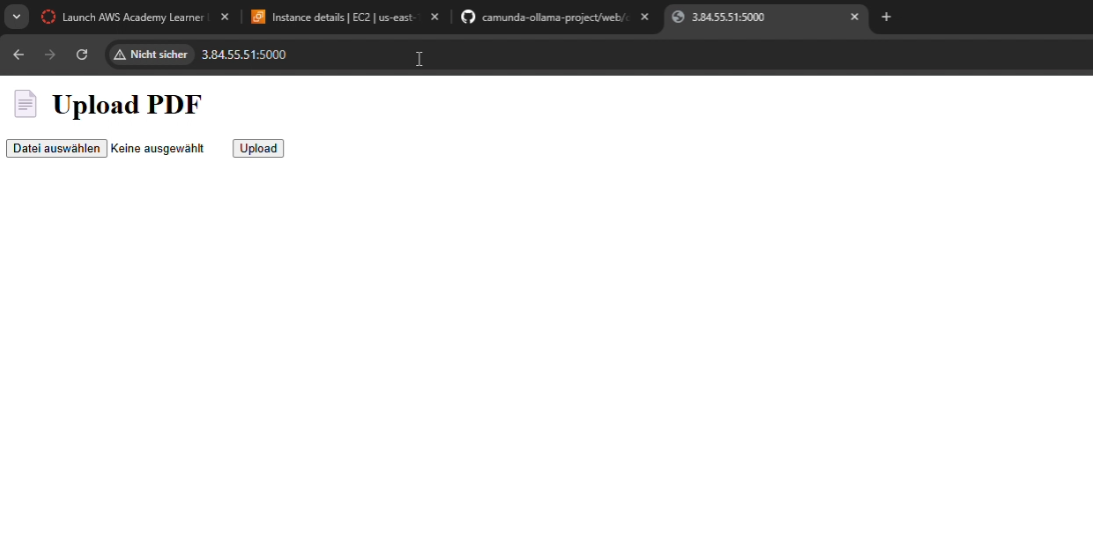 Launch AWS Academy Learner
Instance details | EC2 | us-east-
camunda-ollama-project/web/
3.84.55.51:5000
Nicht sicher
3.84.55.51:5000
Upload PDF
Datei auswählen
Keine ausgewählt
Upload